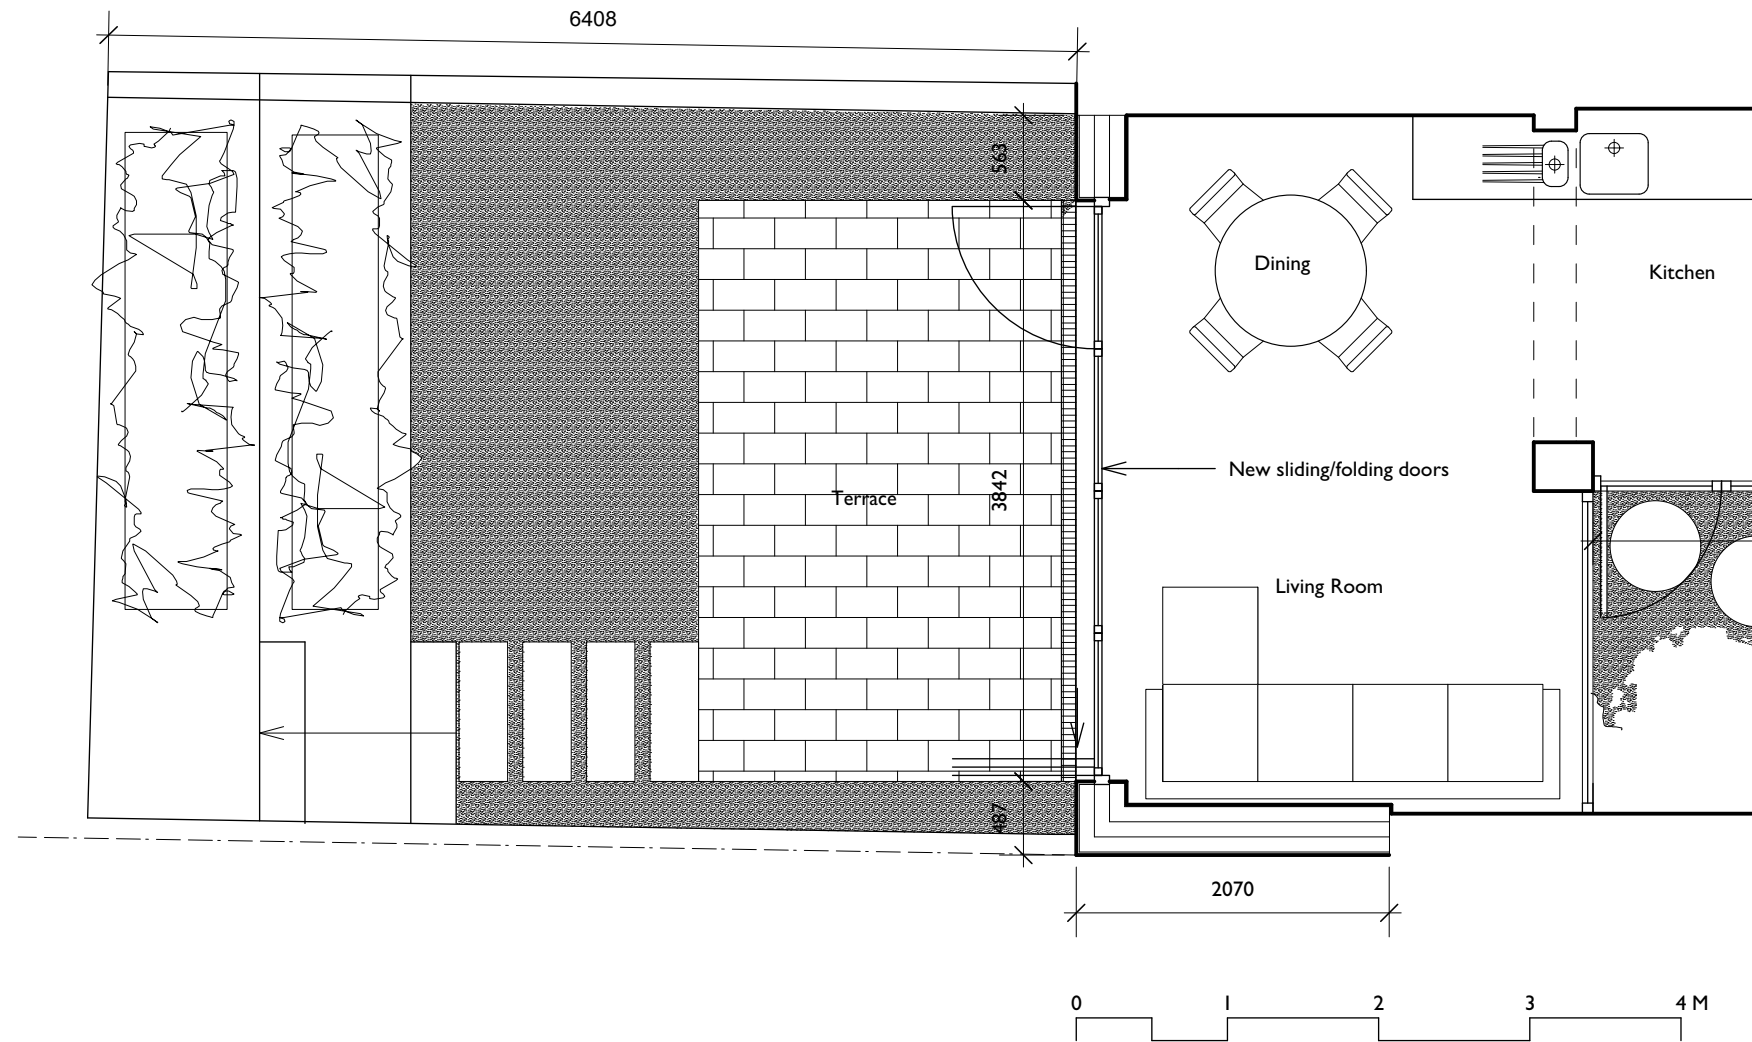 6408
563
Dining
Kitchen
New sliding/folding doors
3842
Terrace
Living Room
487
2070
0 1 2 3 4 M